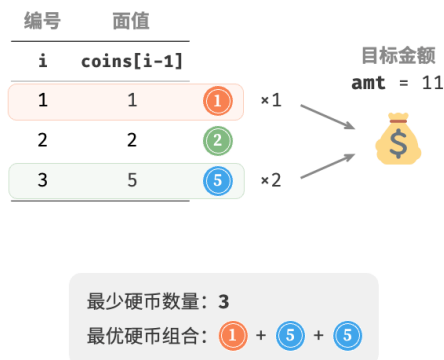 编号 面值
i coins[i-1]
目标金额
amt = 11
1 1 1 ×1
2 2 2
3 5 5 ×2
$
最少硬币数量：3
最优硬币组合：1 + 5 + 5